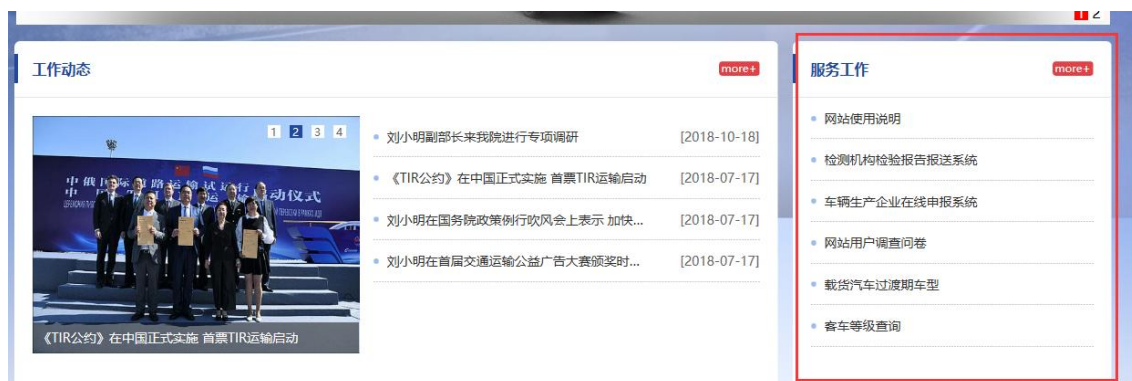 1 2
工作动态
more+
1 2 3 4
《TIR公约》在中国正式实施 首票TIR运输启动
刘小明副部长来我院进行专项调研 [2018-10-18]
《TIR公约》在中国正式实施 首票TIR运输启动 [2018-07-17]
刘小明在国务院政策例行吹风会上表示 加快... [2018-07-17]
刘小明在首届交通运输公益广告大赛颁奖时... [2018-07-17]
服务工作
more+
网站使用说明
检测机构检验报告报送系统
车辆生产企业在线申报系统
网站用户调查问卷
载货汽车过渡期车型
客车等级查询